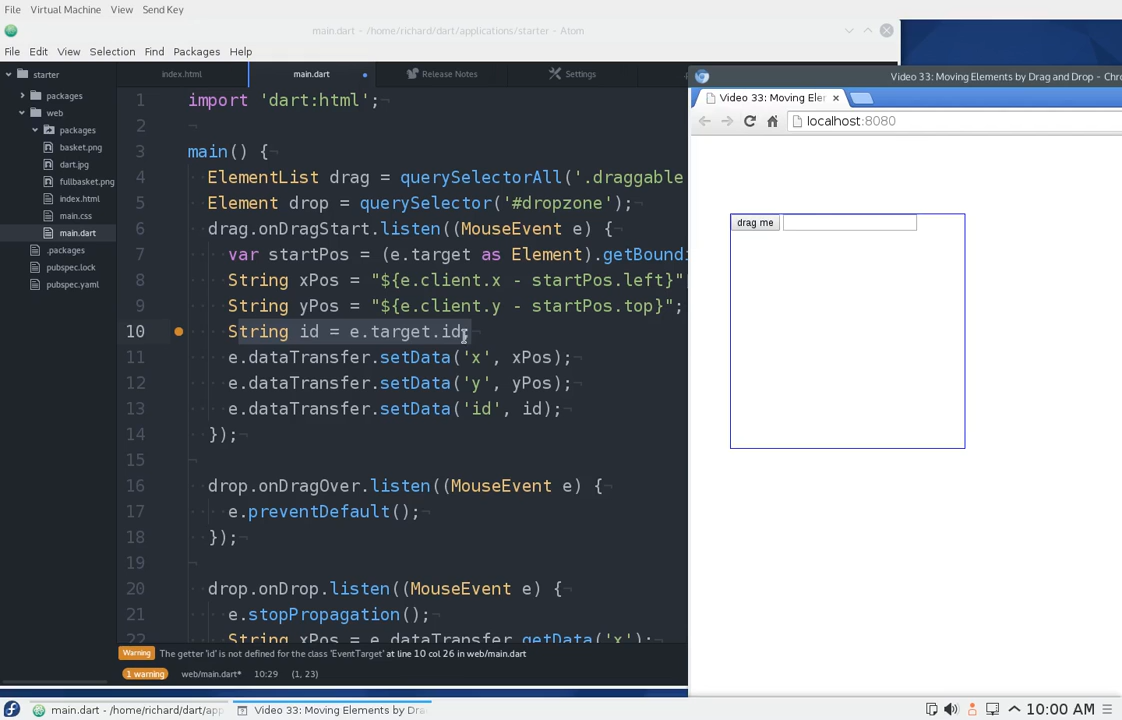 File Virtual Machine View Send Key
main.dart - /home/richard/dart/applications/starter - Atom
File Edit View Selection Find Packages Help
starter
packages
web
packages
basket.png
dart.jpg
fullbasket.png
index.html
main.css
main.dart
.packages
pubspec.lock
pubspec.yaml
index.html main.dart Release Notes Settings
1 import 'dart:html';
2
3 main() {
4 ElementList drag = querySelectorAll('.draggable
5 Element drop = querySelector('#dropzone');
6 drag.onDragStart.listen((MouseEvent e) {
7 var startPos = (e.target as Element).getBoundi
8 String xPos = "${e.client.x - startPos.left}"
9 String yPos = "${e.client.y - startPos.top}";
10 String id = e.target.id;
11 e.dataTransfer.setData('x', xPos);
12 e.dataTransfer.setData('y', yPos);
13 e.dataTransfer.setData('id', id);
14 });
15
16 drop.onDragOver.listen((MouseEvent e) {
17 e.preventDefault();
18 });
19
20 drop.onDrop.listen((MouseEvent e) {
21 e.stopPropagation();
22 String xPos = e.dataTransfer.getData('x');
Warning The getter 'id' is not defined for the class 'EventTarget' at line 10 col 26 in web/main.dart
1 warning web/main.dart* 10:29 (1, 23)
Video 33: Moving Elements by Drag and Drop - Chro
Video 33: Moving Eler
localhost:8080
drag me
main.dart - /home/richard/dart/app
Video 33: Moving Elements by Dra
10:00 AM